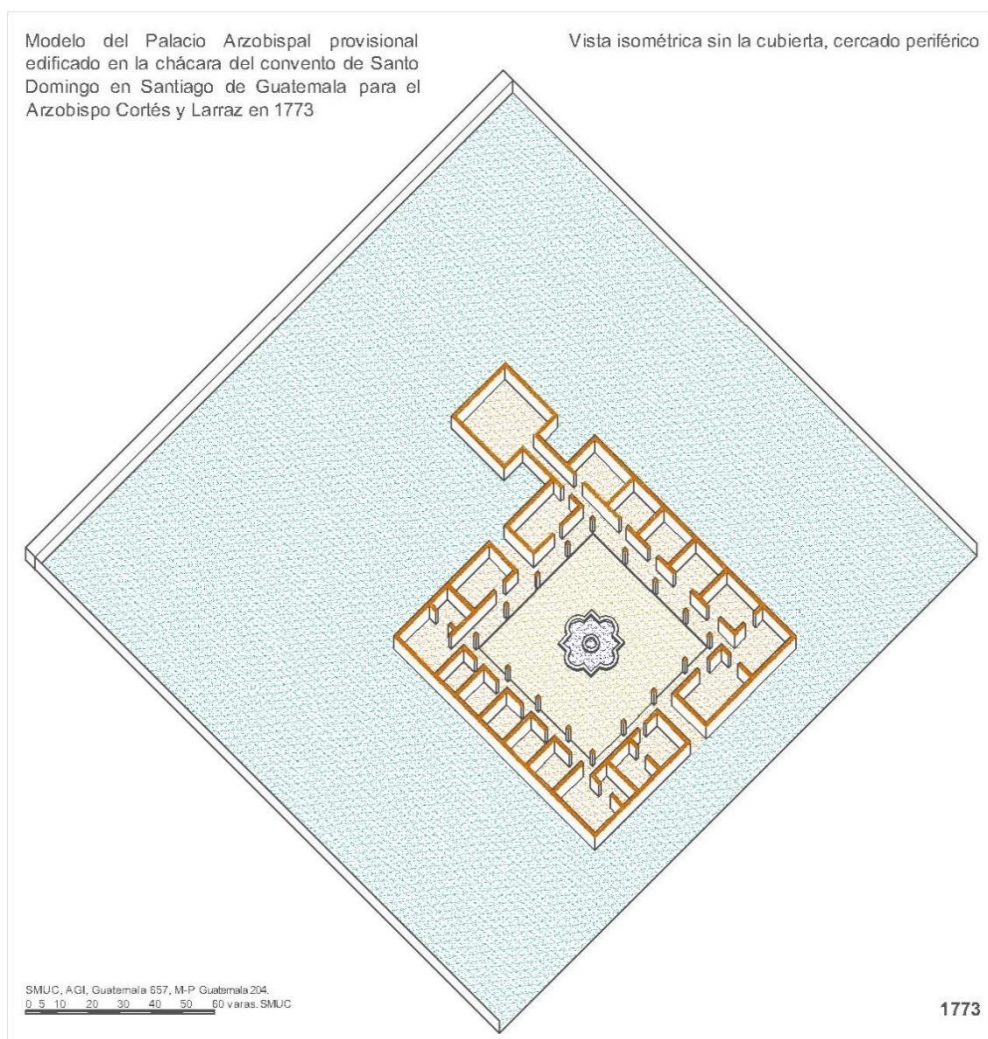 Modelo del Palacio Arzobispal provisional
edificado en la chácara del convento de Santo
Domingo en Santiago de Guatemala para el
Arzobispo Cortés y Larraz en 1773
Vista isométrica sin la cubierta, cercado periférico
SMUC, AGI, Guatemala 657, M-P Guatemala 204.
0 5 10 20 30 40 50 60 varas. SMUC
1773